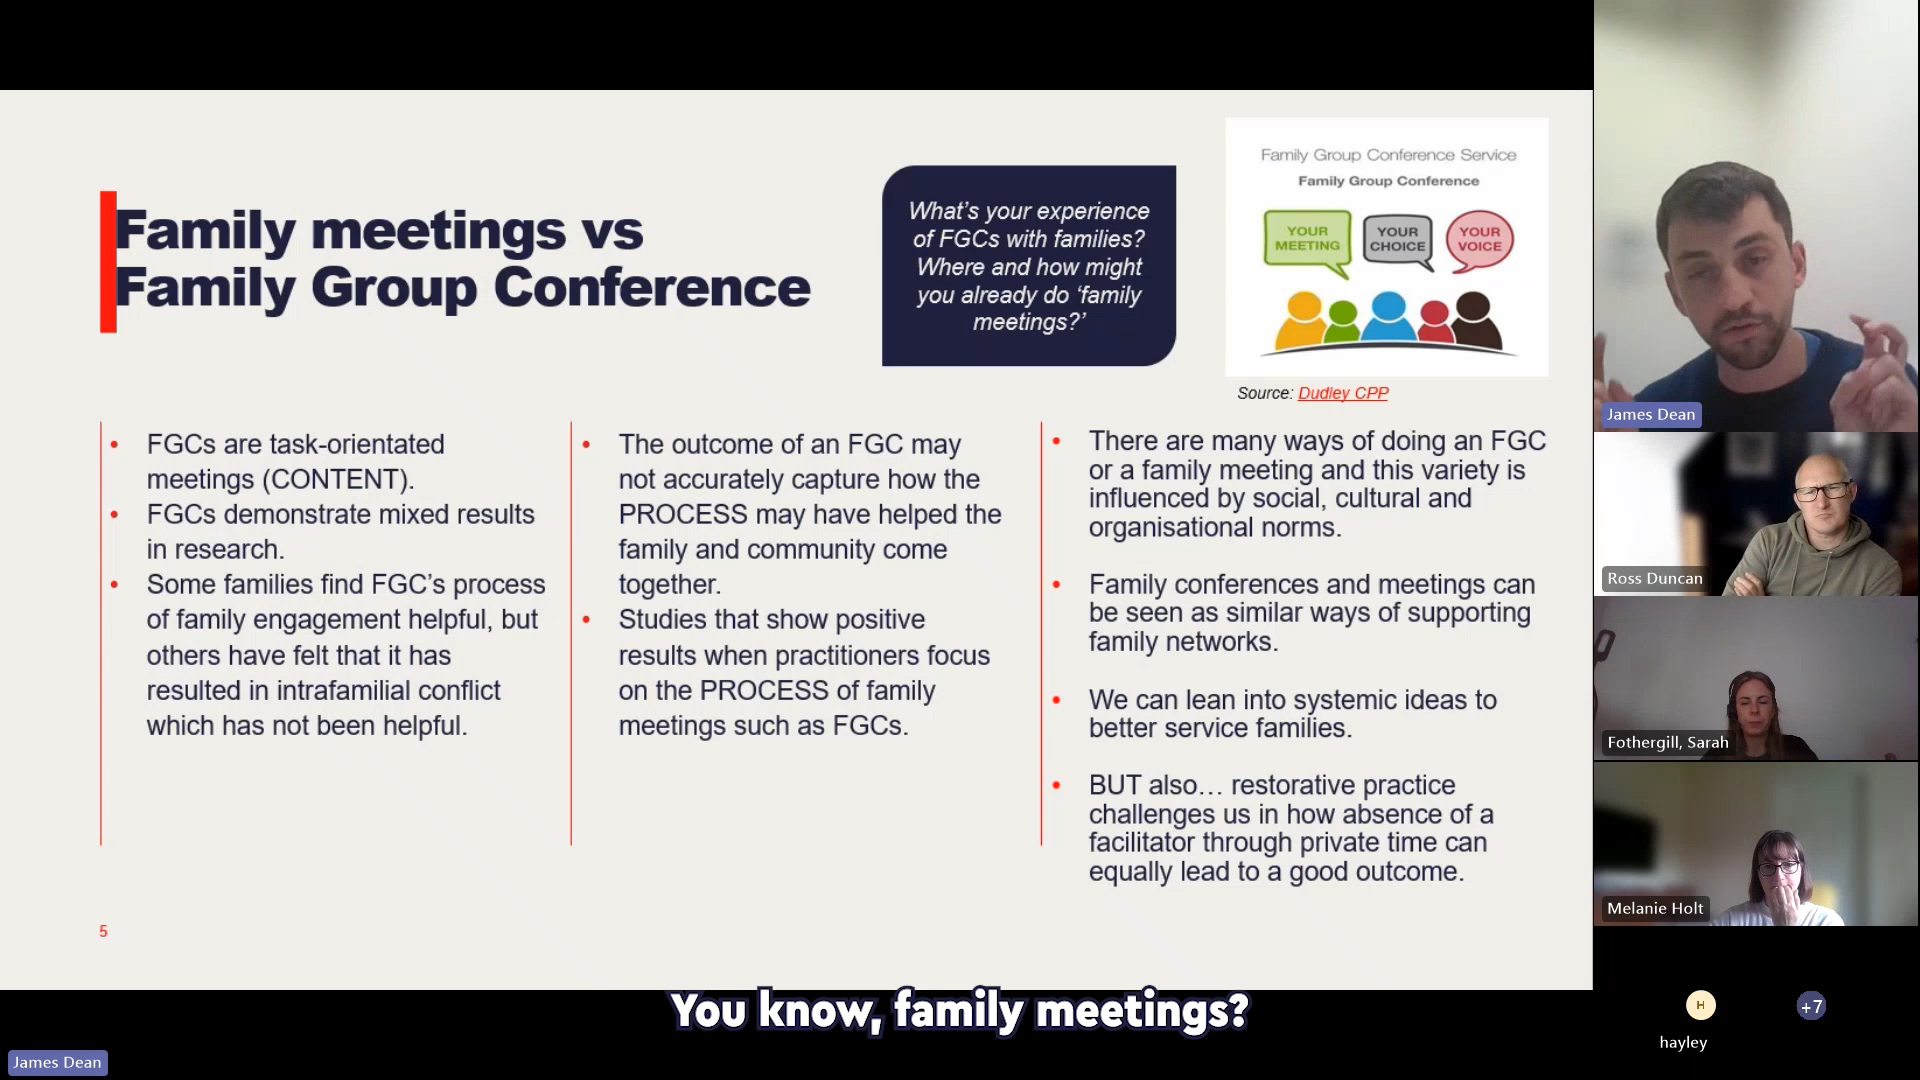 Family meetings vs
Family Group Conference
What's your experience
of FGCs with families?
Where and how might
you already do ‘family
meetings?’
Family Group Conference Service
Family Group Conference
YOUR
MEETING
YOUR
CHOICE
YOUR
VOICE
Source: Dudley CPP
• FGCs are task-orientated
meetings (CONTENT).
• FGCs demonstrate mixed results
in research.
• Some families find FGC’s process
of family engagement helpful, but
others have felt that it has
resulted in intrafamilial conflict
which has not been helpful.
• The outcome of an FGC may
not accurately capture how the
PROCESS may have helped the
family and community come
together.
• Studies that show positive
results when practitioners focus
on the PROCESS of family
meetings such as FGCs.
• There are many ways of doing an FGC
or a family meeting and this variety is
influenced by social, cultural and
organisational norms.
• Family conferences and meetings can
be seen as similar ways of supporting
family networks.
• We can lean into systemic ideas to
better service families.
• BUT also… restorative practice
challenges us in how absence of a
facilitator through private time can
equally lead to a good outcome.
5
James Dean
Ross Duncan
Fothergill, Sarah
Melanie Holt
H
+7
hayley
You know, family meetings?
James Dean